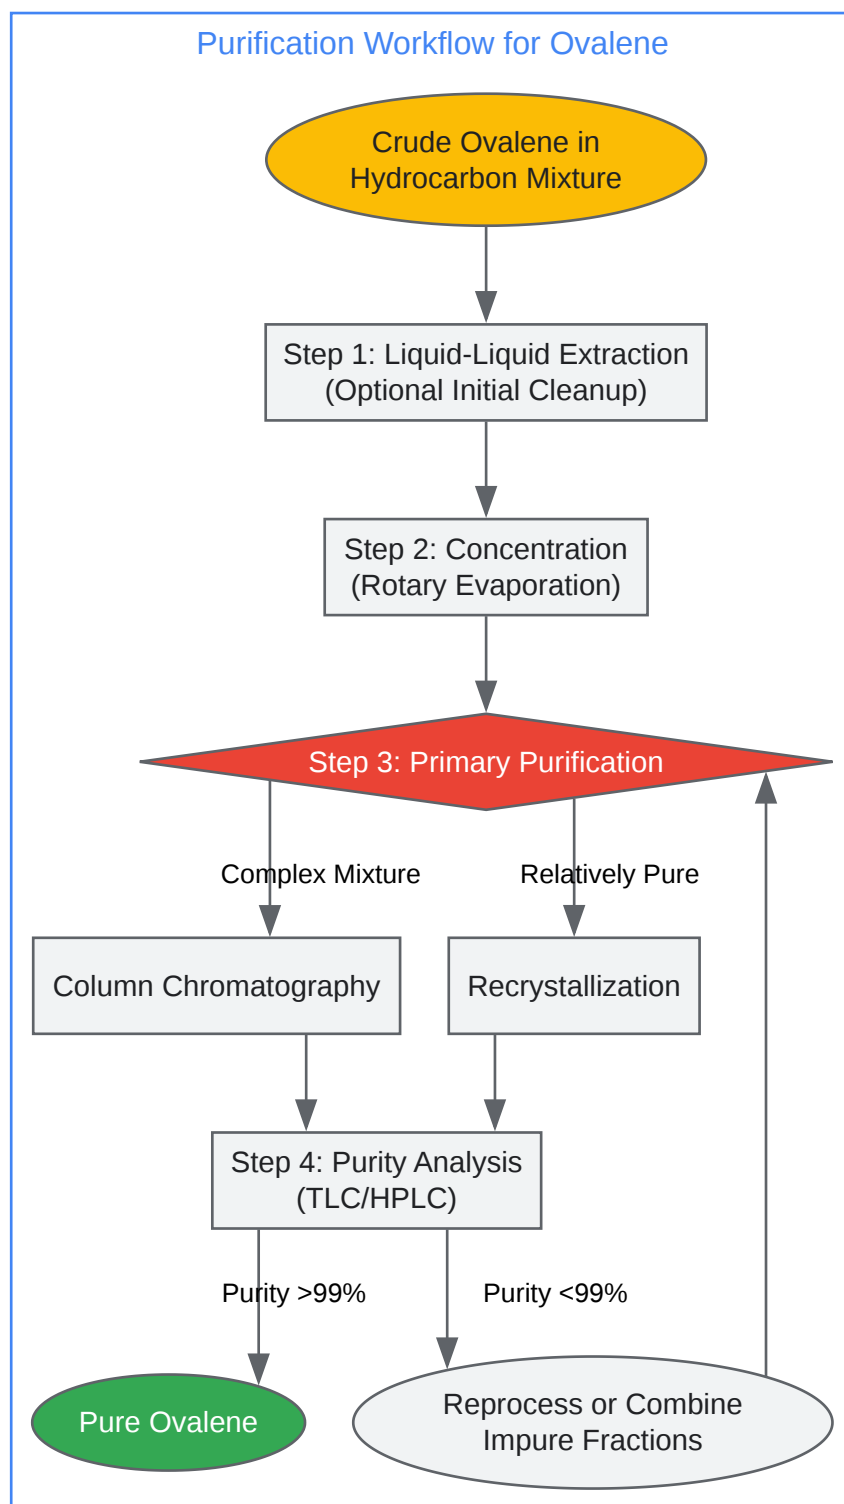 Purification Workflow for Ovalene
Crude Ovalene in
Hydrocarbon Mixture
Step 1: Liquid-Liquid Extraction
(Optional Initial Cleanup)
Step 2: Concentration
(Rotary Evaporation)
Step 3: Primary Purification
Complex Mixture
Relatively Pure
Column Chromatography
Recrystallization
Step 4: Purity Analysis
(TLC/HPLC)
Purity >99%
Purity <99%
Pure Ovalene
Reprocess or Combine
Impure Fractions